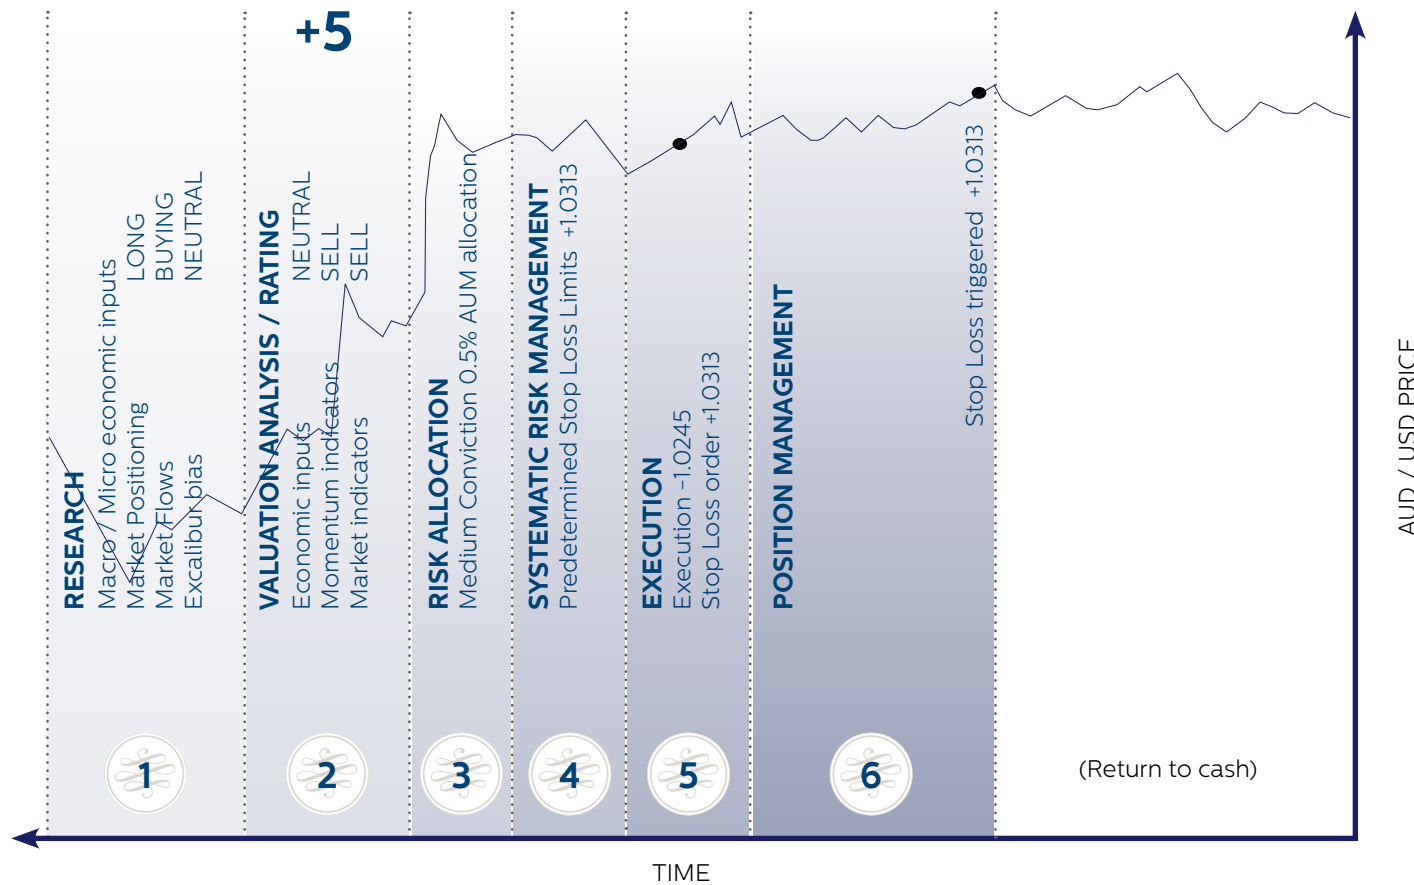 +5
RESEARCH
Macro / Micro economic inputs
Market Positioning LONG
Market Flows BUYING
Excalibur bias NEUTRAL
VALUATION ANALYSIS / RATING
Economic inputs NEUTRAL
Momentum indicators SELL
Market indicators SELL
RISK ALLOCATION
Medium Conviction 0.5% AUM allocation
SYSTEMATIC RISK MANAGEMENT
Predetermined Stop Loss Limits +1.0313
EXECUTION
Execution –1.0245
Stop Loss order +1.0313
POSITION MANAGEMENT
Stop Loss triggered +1.0313
1
2
3
4
5
6
(Return to cash)
TIME
AUD / USD PRICE